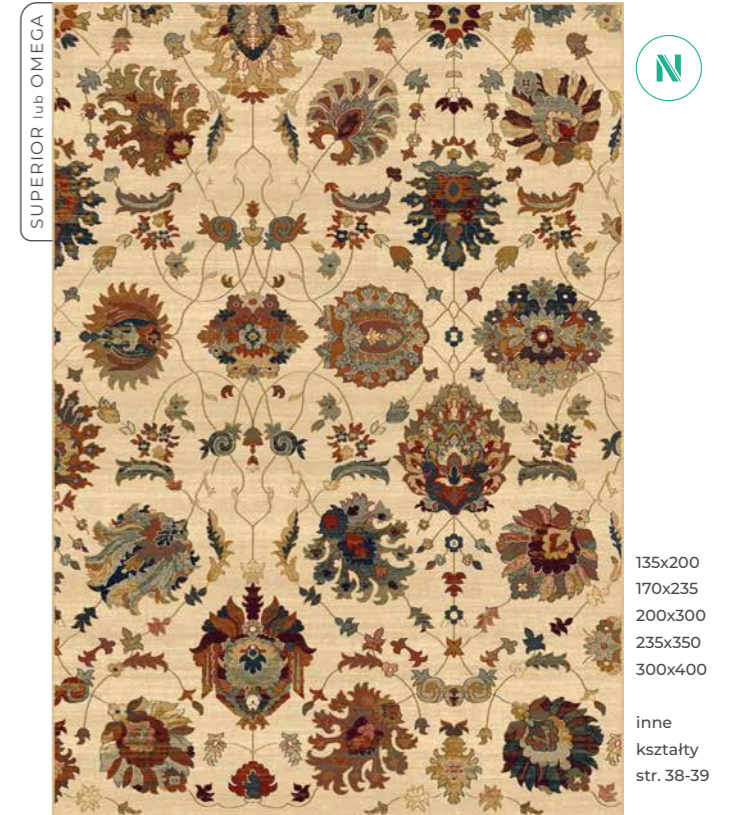 SUPERIOR lub OMEGA
N
135x200
170x235
200x300
235x350
300x400
inne
kształty
str. 38-39